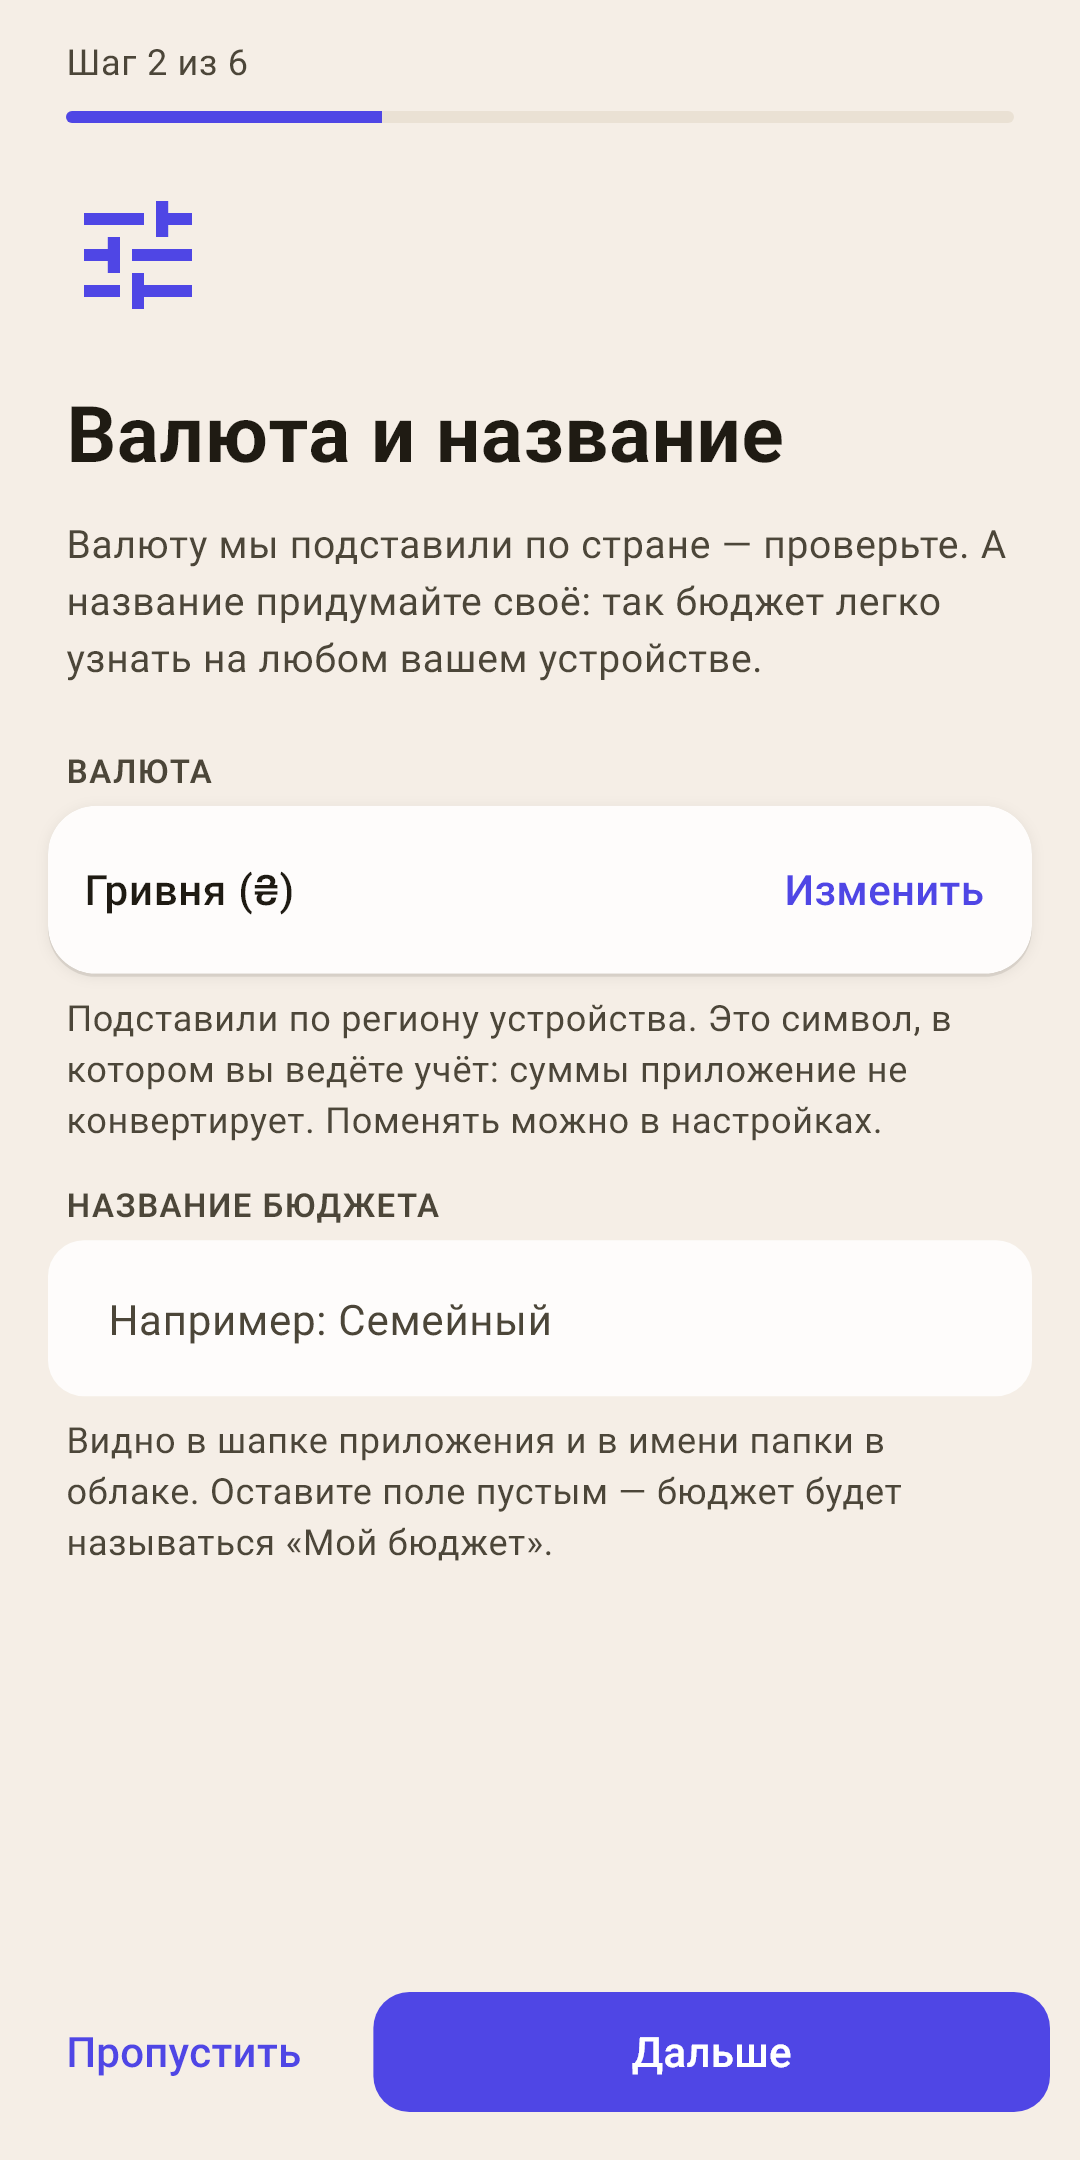 Шаг 2 из 6
Валюта и название
Валюту мы подставили по стране — проверьте. А
название придумайте своё: так бюджет легко
узнать на любом вашем устройстве.
ВАЛЮТА
Гривня (₴)
Изменить
Подставили по региону устройства. Это символ, в
котором вы ведёте учёт: суммы приложение не
конвертирует. Поменять можно в настройках.
НАЗВАНИЕ БЮДЖЕТА
Например: Семейный
Видно в шапке приложения и в имени папки в
облаке. Оставите поле пустым — бюджет будет
называться «Мой бюджет».
Пропустить
Дальше